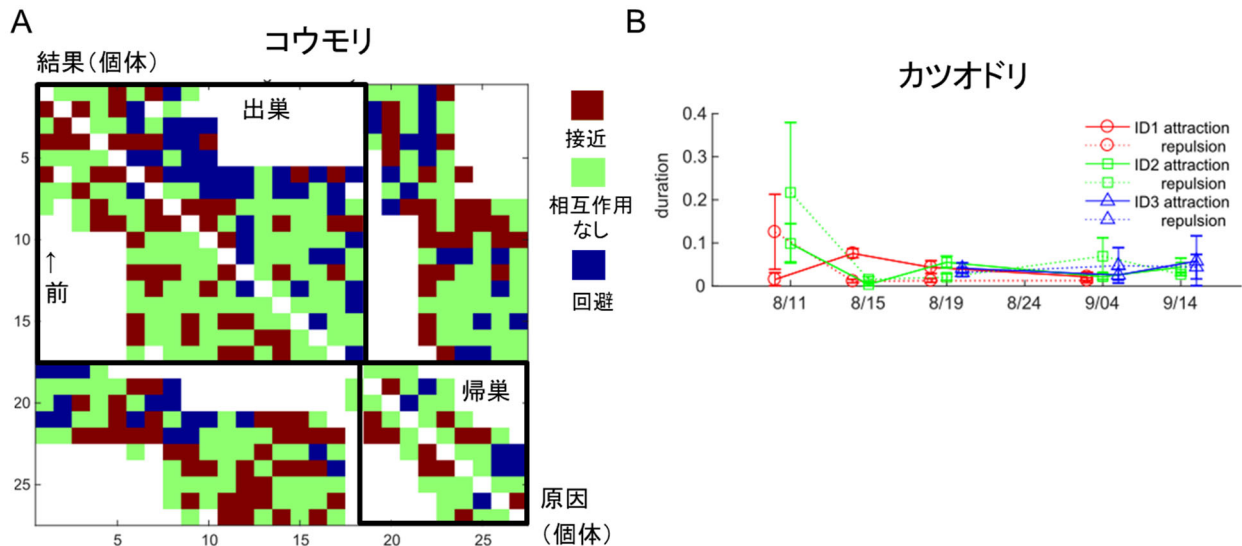 A
コウモリ
結果（個体）
出巣
接近
相互作用
なし
回避
↑
前
帰巣
原因
（個体）
5
10
15
20
25
5
10
15
20
25
B
カツオドリ
ID1 attraction
repulsion
ID2 attraction
repulsion
ID3 attraction
repulsion
duration
0.4
0.3
0.2
0.1
0
8/11
8/15
8/19
8/24
9/04
9/14